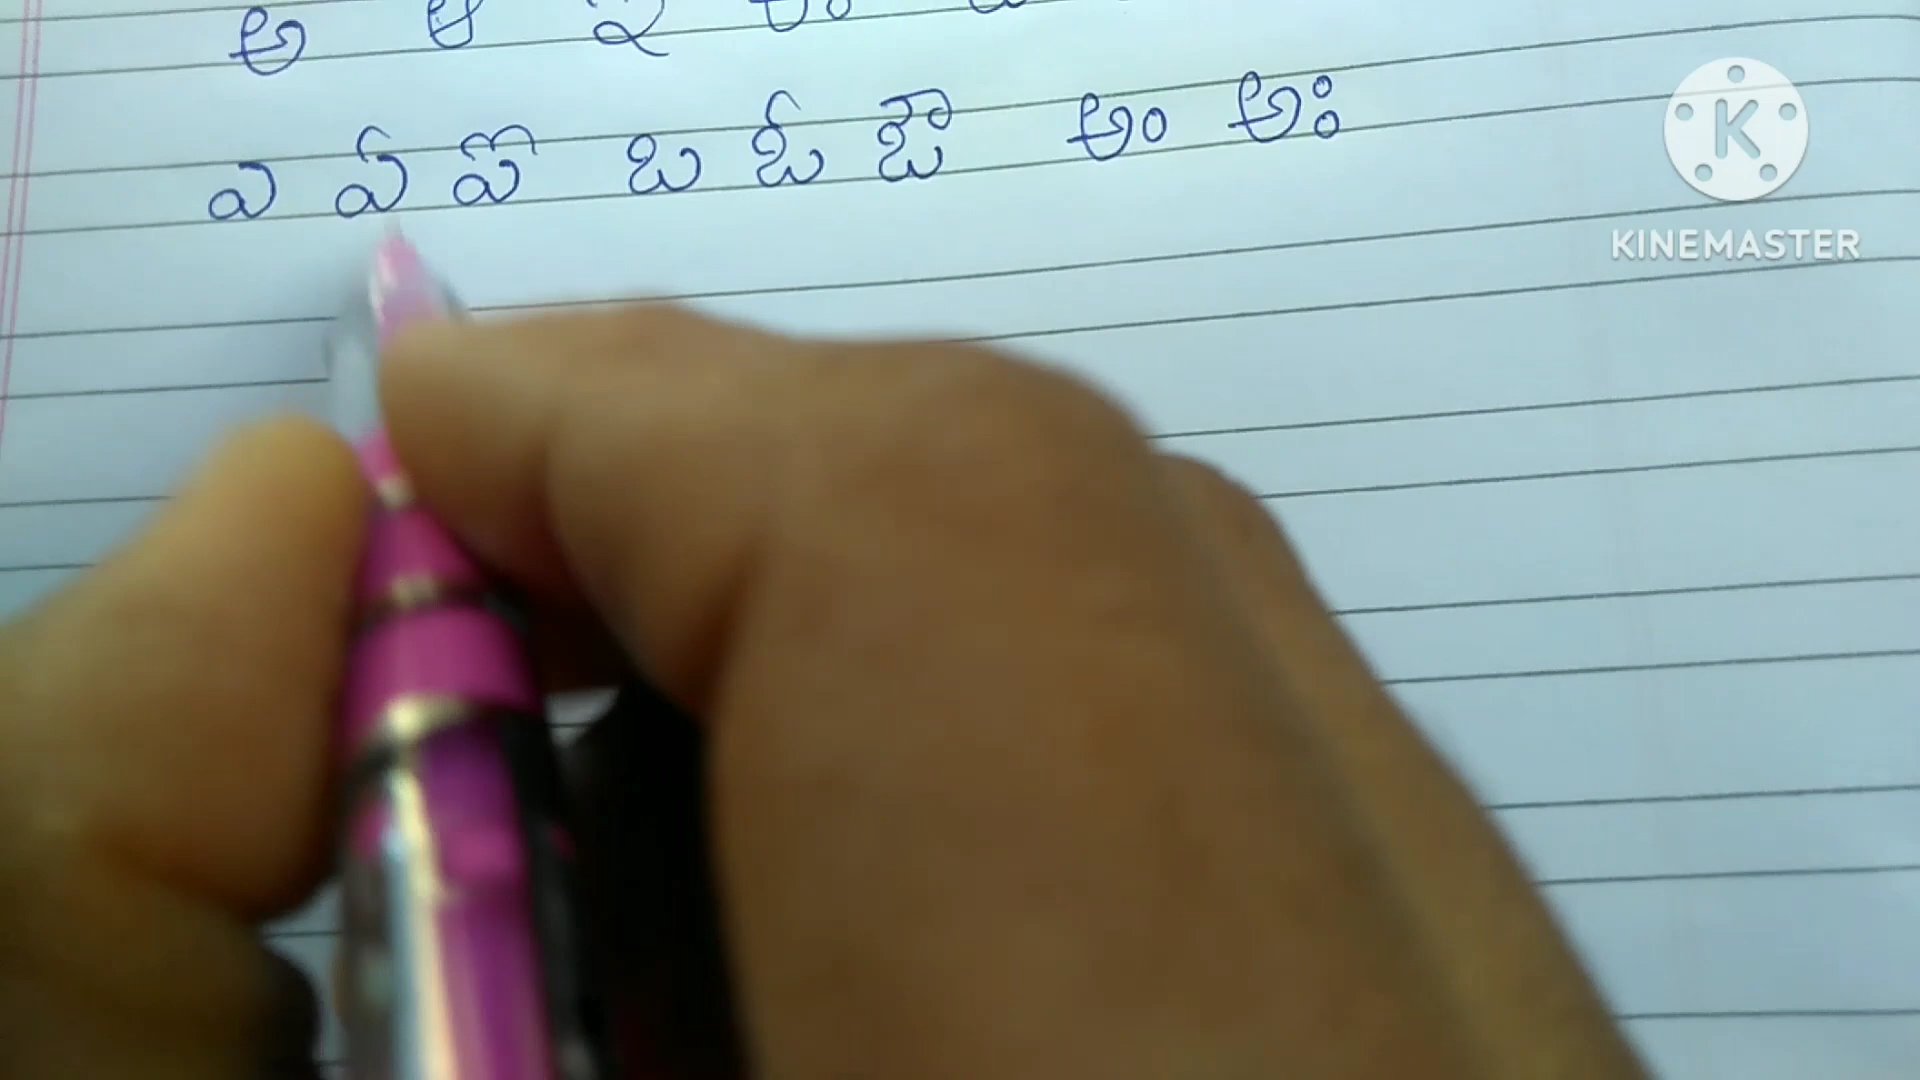 అ ఆ ఇ ఈ
ఎ ఏ ఐ ఒ ఓ ఔ అం అః
KINEMASTER